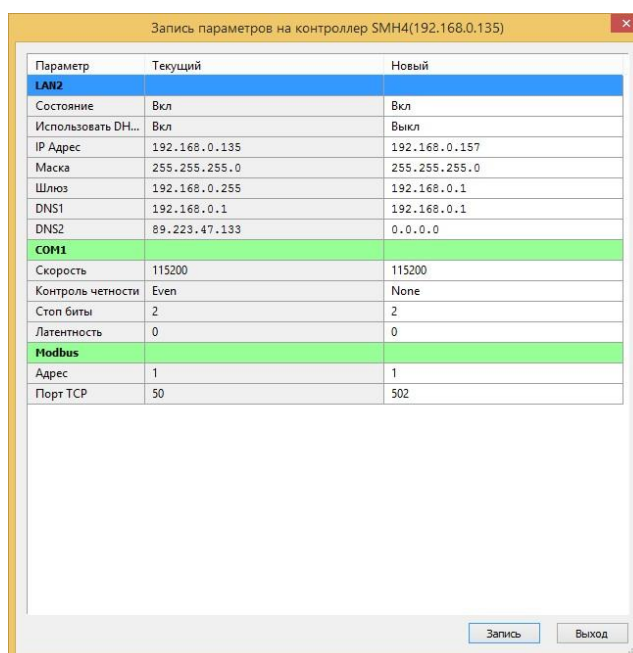 Запись параметров на контроллер SMH4(192.168.0.135)
Параметр Текущий Новый
LAN2
Состояние Вкл Вкл
Использовать DH... Вкл Выкл
IP Адрес 192.168.0.135 192.168.0.157
Маска 255.255.255.0 255.255.255.0
Шлюз 192.168.0.255 192.168.0.1
DNS1 192.168.0.1 192.168.0.1
DNS2 89.223.47.133 0.0.0.0
COM1
Скорость 115200 115200
Контроль четности Even None
Стоп биты 2 2
Латентность 0 0
Modbus
Адрес 1 1
Порт TCP 50 502
Запись Выход